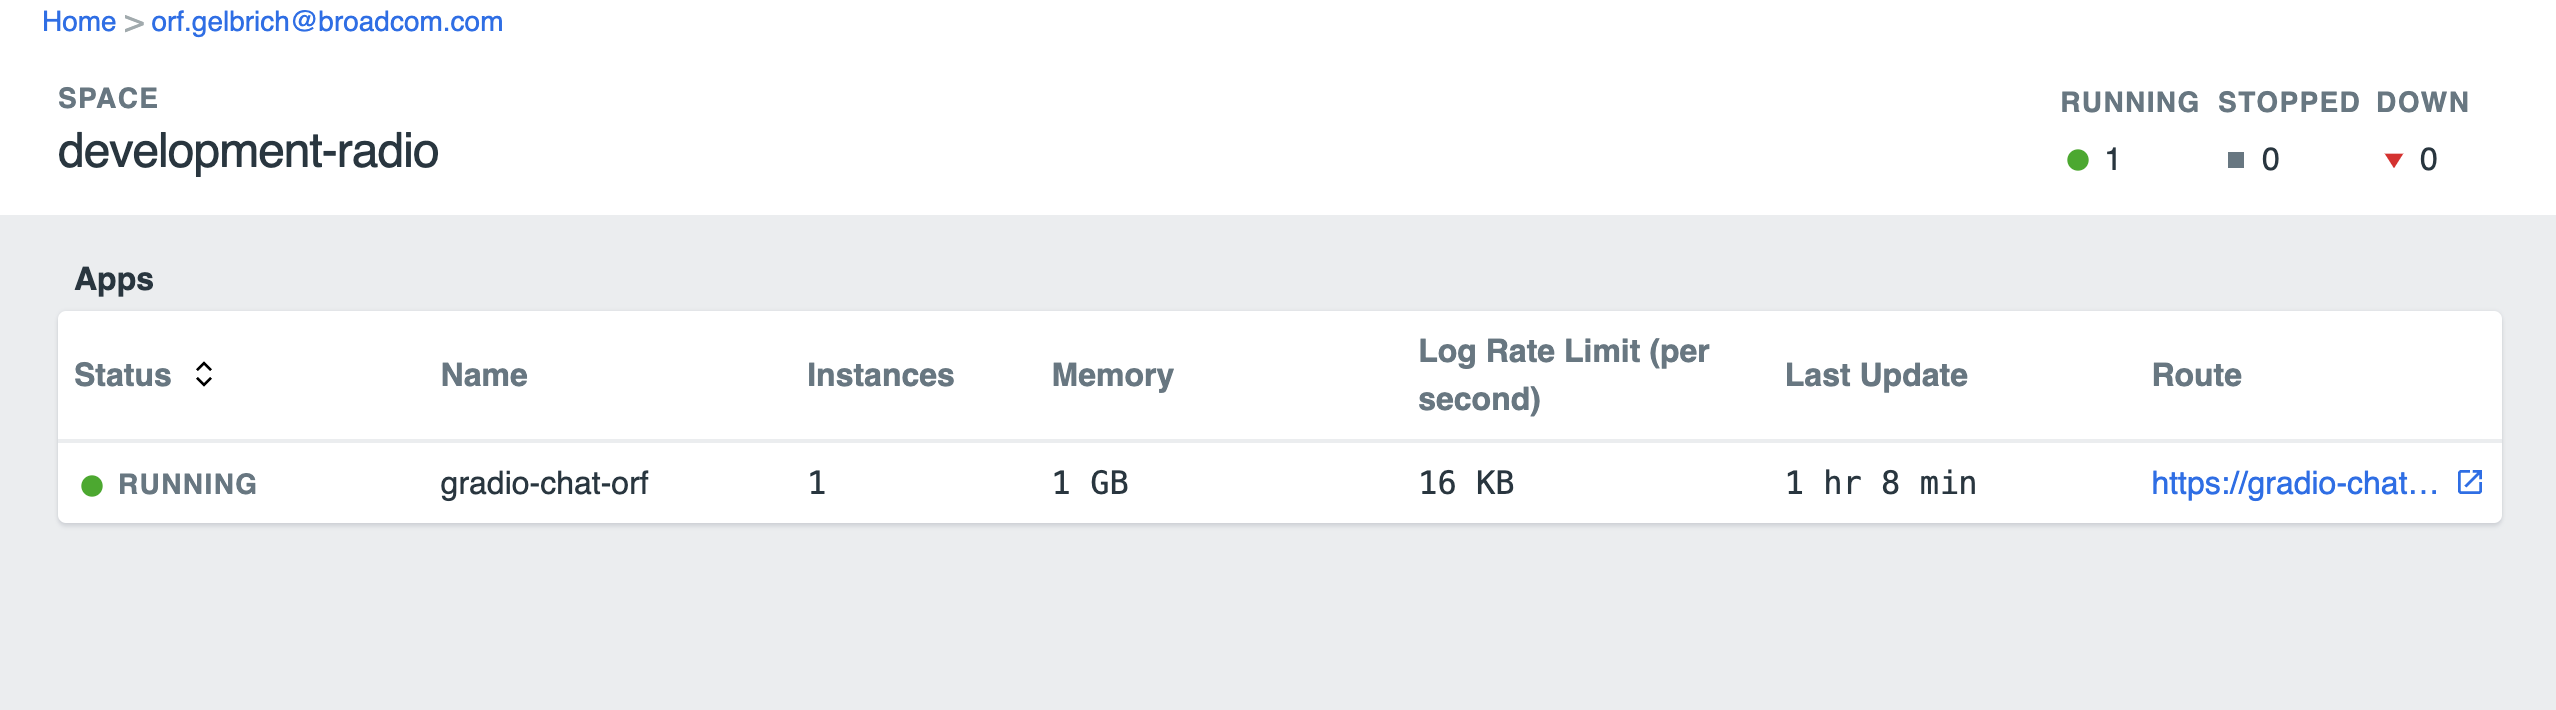 Home > orf.gelbrich@broadcom.com
SPACE
development-radio
RUNNING STOPPED DOWN
1 0 0
Apps
Status Name Instances Memory Log Rate Limit (per second) Last Update Route
RUNNING gradio-chat-orf 1 1 GB 16 KB 1 hr 8 min https://gradio-chat...